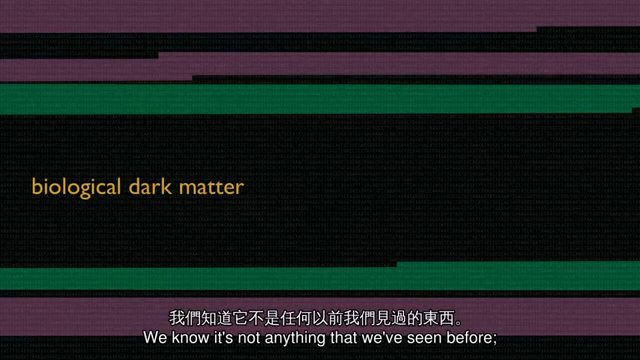 biological dark matter
我們知道它不是任何以前我們見過的東西。
We know it's not anything that we've seen before;